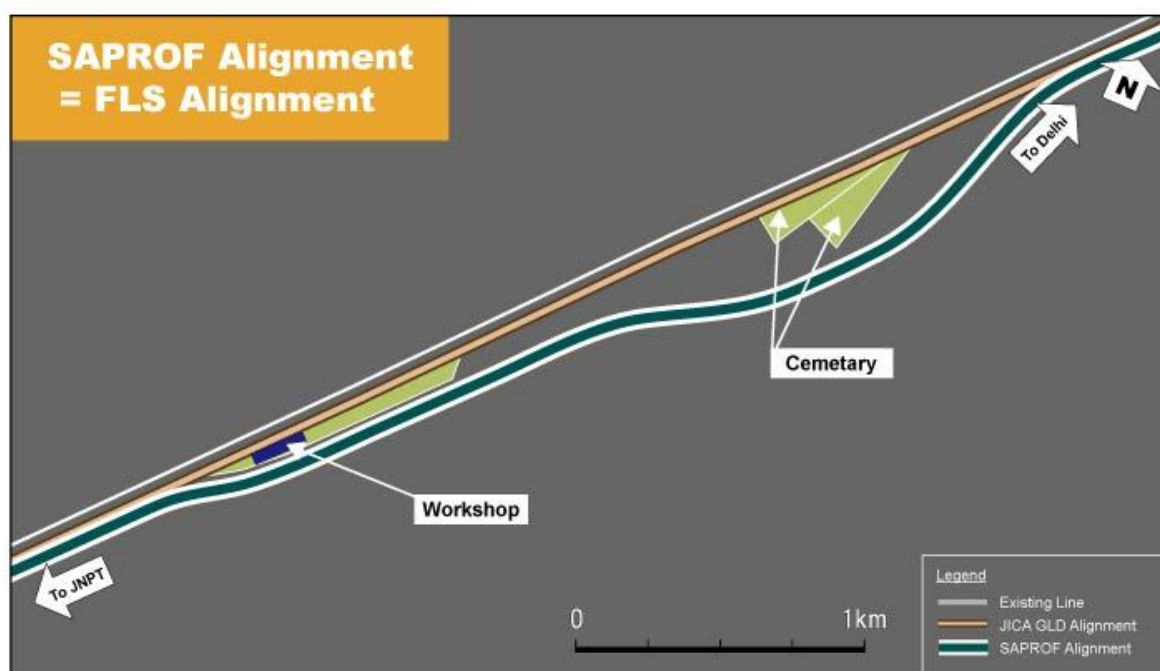 SAPROF Alignment
= FLS Alignment
N
To Delhi
Cemetary
Workshop
To JNPT
0 1km
Legend
Existing Line
JICA GLD Alignment
SAPROF Alignment